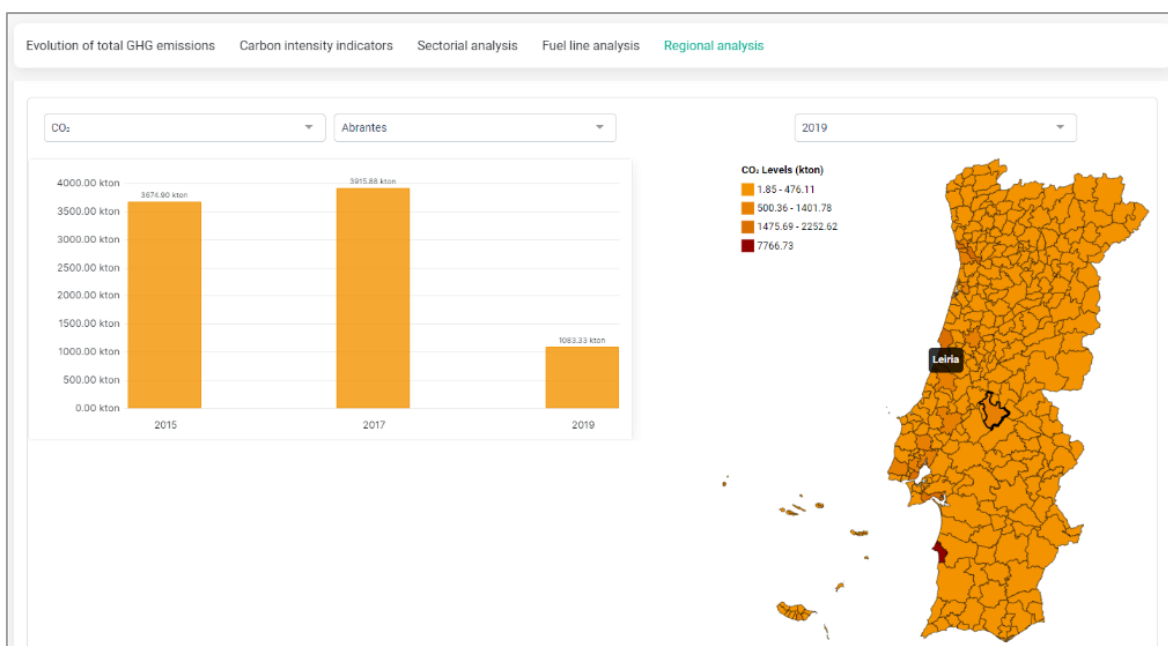 Evolution of total GHG emissions Carbon intensity indicators Sectorial analysis Fuel line analysis Regional analysis
CO₂ Abrantes 2019
4000.00 kton
3500.00 kton
3000.00 kton
2500.00 kton
2000.00 kton
1500.00 kton
1000.00 kton
500.00 kton
0.00 kton
3674.90 kton
3915.88 kton
1083.33 kton
2015 2017 2019
CO₂ Levels (kton)
1.85 - 476.11
500.36 - 1401.78
1475.69 - 2252.62
7766.73
Leiria